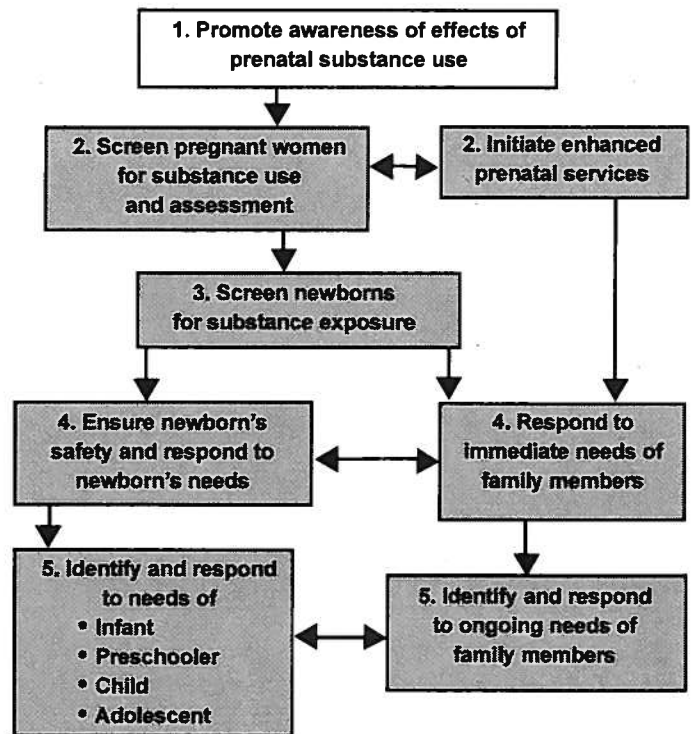 1. Promote awareness of effects of
prenatal substance use
2. Screen pregnant women
for substance use
and assessment
2. Initiate enhanced
prenatal services
3. Screen newborns
for substance exposure
4. Ensure newborn's
safety and respond to
newborn's needs
4. Respond to
immediate needs of
family members
5. Identify and respond
to needs of
• Infant
• Preschooler
• Child
• Adolescent
5. Identify and respond
to ongoing needs of
family members